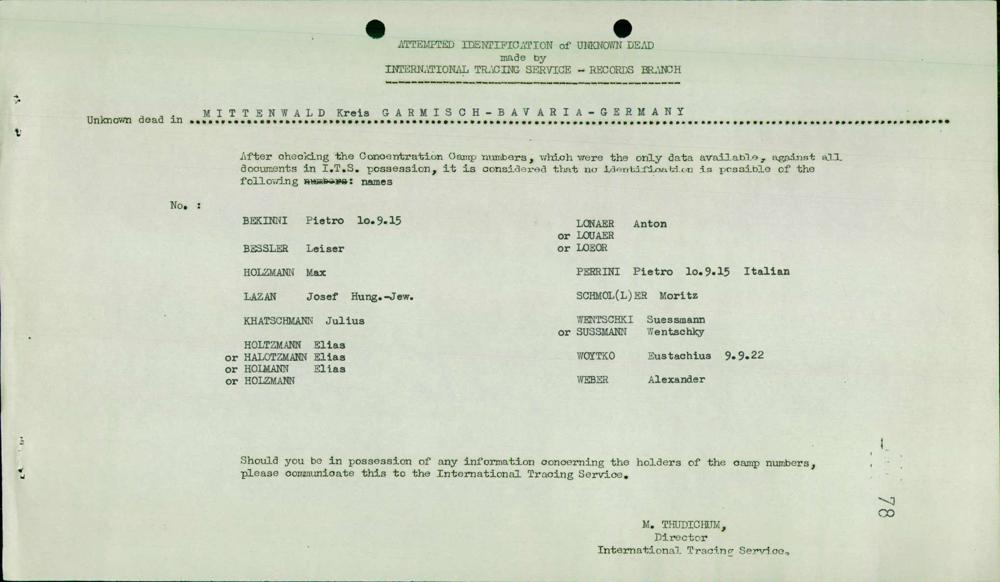 ATTEMPTED IDENTIFICATION of UNKNOWN DEAD
made by
INTERNATIONAL TRACING SERVICE - RECORDS BRANCH
Unknown dead in MITTENWALD Kreis GARMISCH-BAVARIA-GERMANY
After checking the Concentration Camp numbers, which were the only data available, against all
documents in I.T.S. possession, it is considered that no identification is possible of the
following numbers: names
No. :
BEKINNI Pietro 10.9.15
BESSLER Leiser
HOLZMANN Max
LAZAN Josef Hung.-Jew.
KHATSCHMANN Julius
HOLTZMANN Elias
or HALOTZMANN Elias
or HOLMANN Elias
or HOLZMANN
LONAER Anton
or LOUAER
or LOEOR
PERRINI Pietro 10.9.15 Italian
SCHMOL(L)ER Moritz
WENTSCHKI Suessmann
or SUSSMANN Wentschky
WOYTKO Eustachius 9.9.22
WEBER Alexander
Should you be in possession of any information concerning the holders of the camp numbers,
please communicate this to the International Tracing Service.
M. THUDICHUM,
Director
International Tracing Service.
78